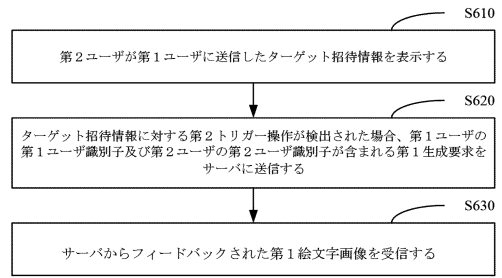 S610
第２ユーザが第１ユーザに送信したターゲット招待情報を表示する
S620
ターゲット招待情報に対する第２トリガー操作が検出された場合、第１ユーザの
第１ユーザ識別子及び第２ユーザの第２ユーザ識別子が含まれる第１生成要求を
サーバに送信する
S630
サーバからフィードバックされた第１絵文字画像を受信する